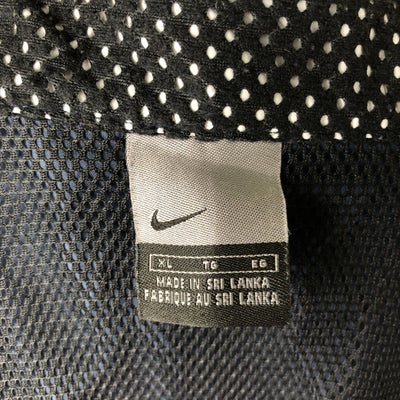 XL TG EG
MADE IN SRI LANKA
FABRIQUE AU SRI LANKA